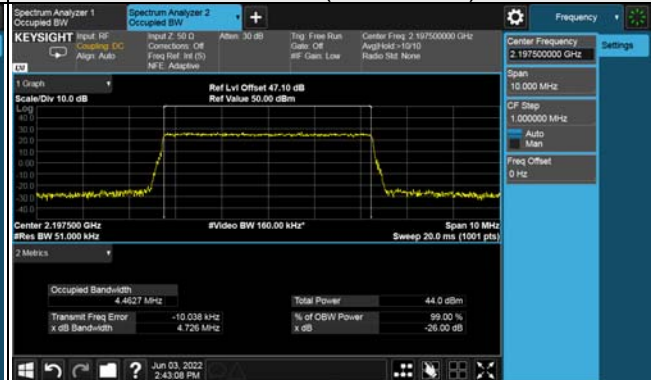 Spectrum Analyzer 1
Occupied BW
Spectrum Analyzer 2
Occupied BW
+
Frequency
KEYSIGHT
Input: RF
Coupling: DC
Align: Auto
Input Z: 50 Ω
Corrections: Off
Freq Ref: Int (S)
NFE: Adaptive
Atten: 30 dB
Trig: Free Run
Gate: Off
#IF Gain: Low
Center Freq: 2.197500000 GHz
Avg|Hold:>10/10
Radio Std: None
Center Frequency
2.197500000 GHz
Settings
Span
10.000 MHz
CF Step
1.000000 MHz
Auto
Man
Freq Offset
0 Hz
LXI
1 Graph
Scale/Div 10.0 dB
Ref Lvl Offset 47.10 dB
Ref Value 50.00 dBm
Log
40.0
30.0
20.0
10.0
0.00
-10.0
-20.0
-30.0
-40.0
Center 2.197500 GHz
#Video BW 160.00 kHz*
Span 10 MHz
#Res BW 51.000 kHz
Sweep 20.0 ms (1001 pts)
2 Metrics
Occupied Bandwidth
4.4627 MHz
Total Power
44.0 dBm
Transmit Freq Error
-10.038 kHz
% of OBW Power
99.00 %
x dB Bandwidth
4.726 MHz
x dB
-26.00 dB
?
Jun 03, 2022
2:43:08 PM